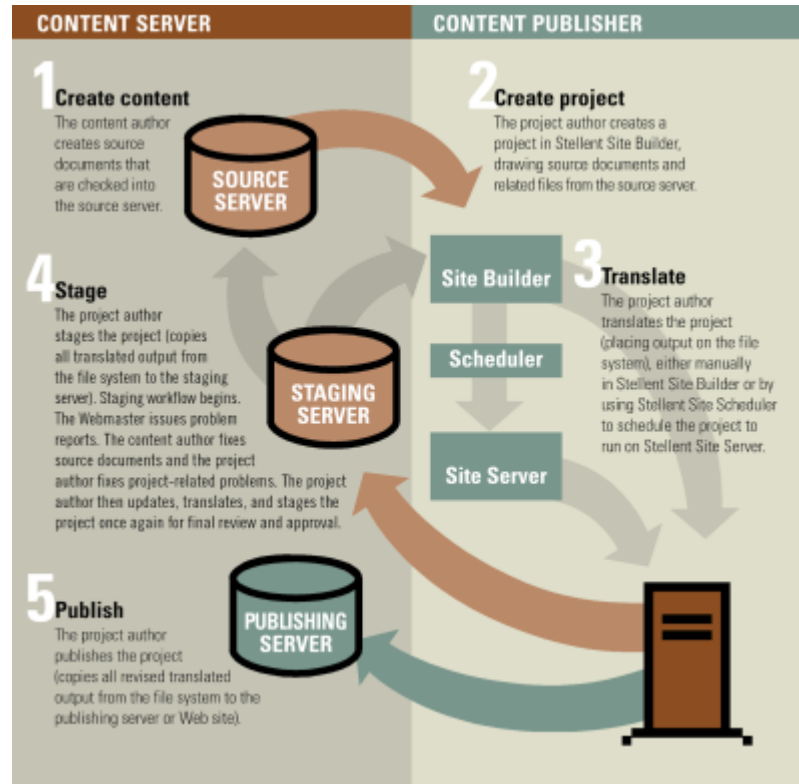 CONTENT SERVER
CONTENT PUBLISHER
1
Create content
The content author
creates source
documents that
are checked into
the source server.
SOURCE
SERVER
2
Create project
The project author creates a
project in Stellent Site Builder,
drawing source documents and
related files from the source server.
Site Builder
Scheduler
Site Server
3
Translate
The project author
translates the project
(placing output on the file
system), either manually
in Stellent Site Builder or by
using Stellent Site Scheduler
to schedule the project to
run on Stellent Site Server.
4
Stage
The project author
stages the project (copies
all translated output from
the file system to the staging
server). Staging workflow begins.
The Webmaster issues problem
reports. The content author fixes
source documents and the project
author fixes project-related problems. The project
author then updates, translates, and stages the
project once again for final review and approval.
STAGING
SERVER
5
Publish
The project author
publishes the project
(copies all revised translated
output from the file system to the
publishing server or Web site).
PUBLISHING
SERVER